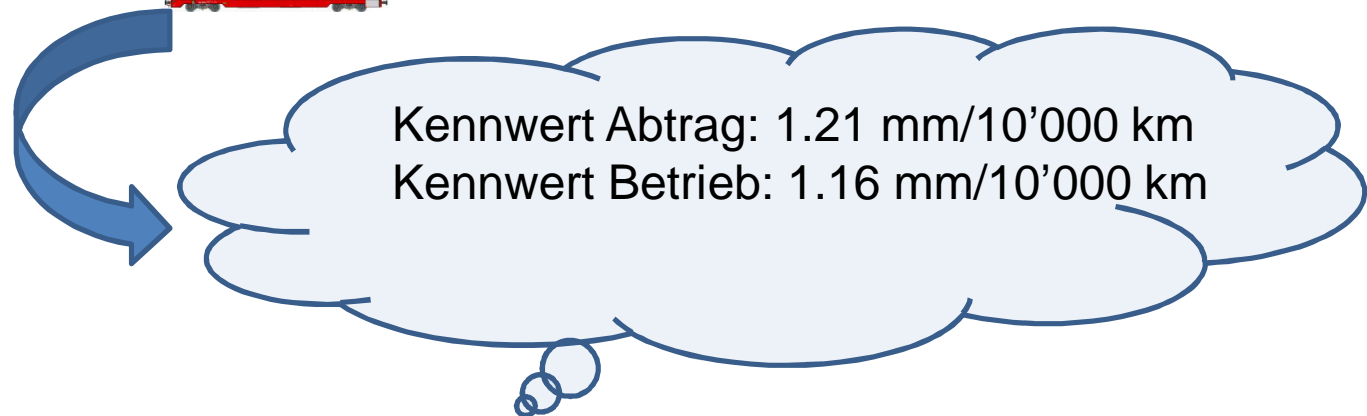 Kennwert Abtrag: 1.21 mm/10’000 km
Kennwert Betrieb: 1.16 mm/10’000 km